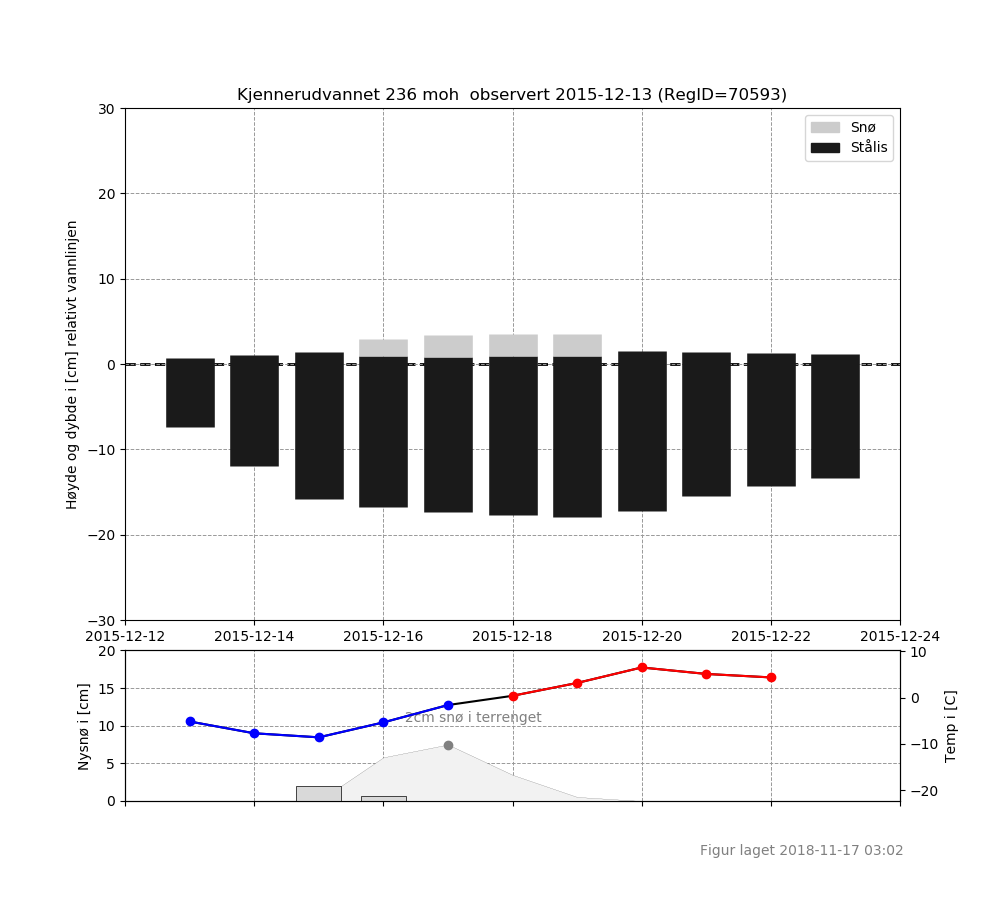 Kjennerudvannet 236 moh  observert 2015-12-13 (RegID=70593)
Snø
Stålis
30
20
10
0
−10
−20
−30
Høyde og dybde i [cm] relativt vannlinjen
2015-12-12
2015-12-14
2015-12-16
2015-12-18
2015-12-20
2015-12-22
2015-12-24
20
15
10
5
0
Nysnø i [cm]
2cm snø i terrenget
10
0
−10
−20
Temp i [C]
Figur laget 2018-11-17 03:02